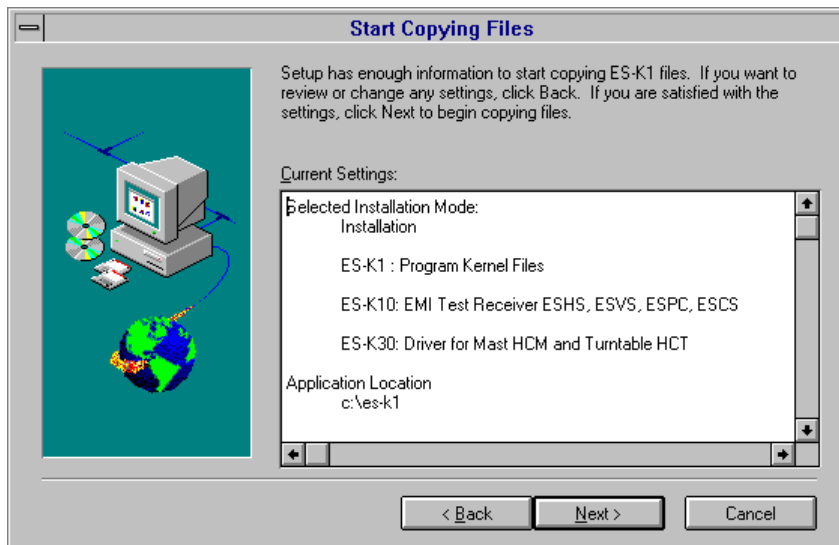 Start Copying Files
Setup has enough information to start copying ES-K1 files. If you want to
review or change any settings, click Back. If you are satisfied with the
settings, click Next to begin copying files.
Current Settings:
Selected Installation Mode:
Installation
ES-K1 : Program Kernel Files
ES-K10: EMI Test Receiver ESHS, ESVS, ESPC, ESCS
ES-K30: Driver for Mast HCM and Turntable HCT
Application Location
c:\es-k1
< Back
Next >
Cancel